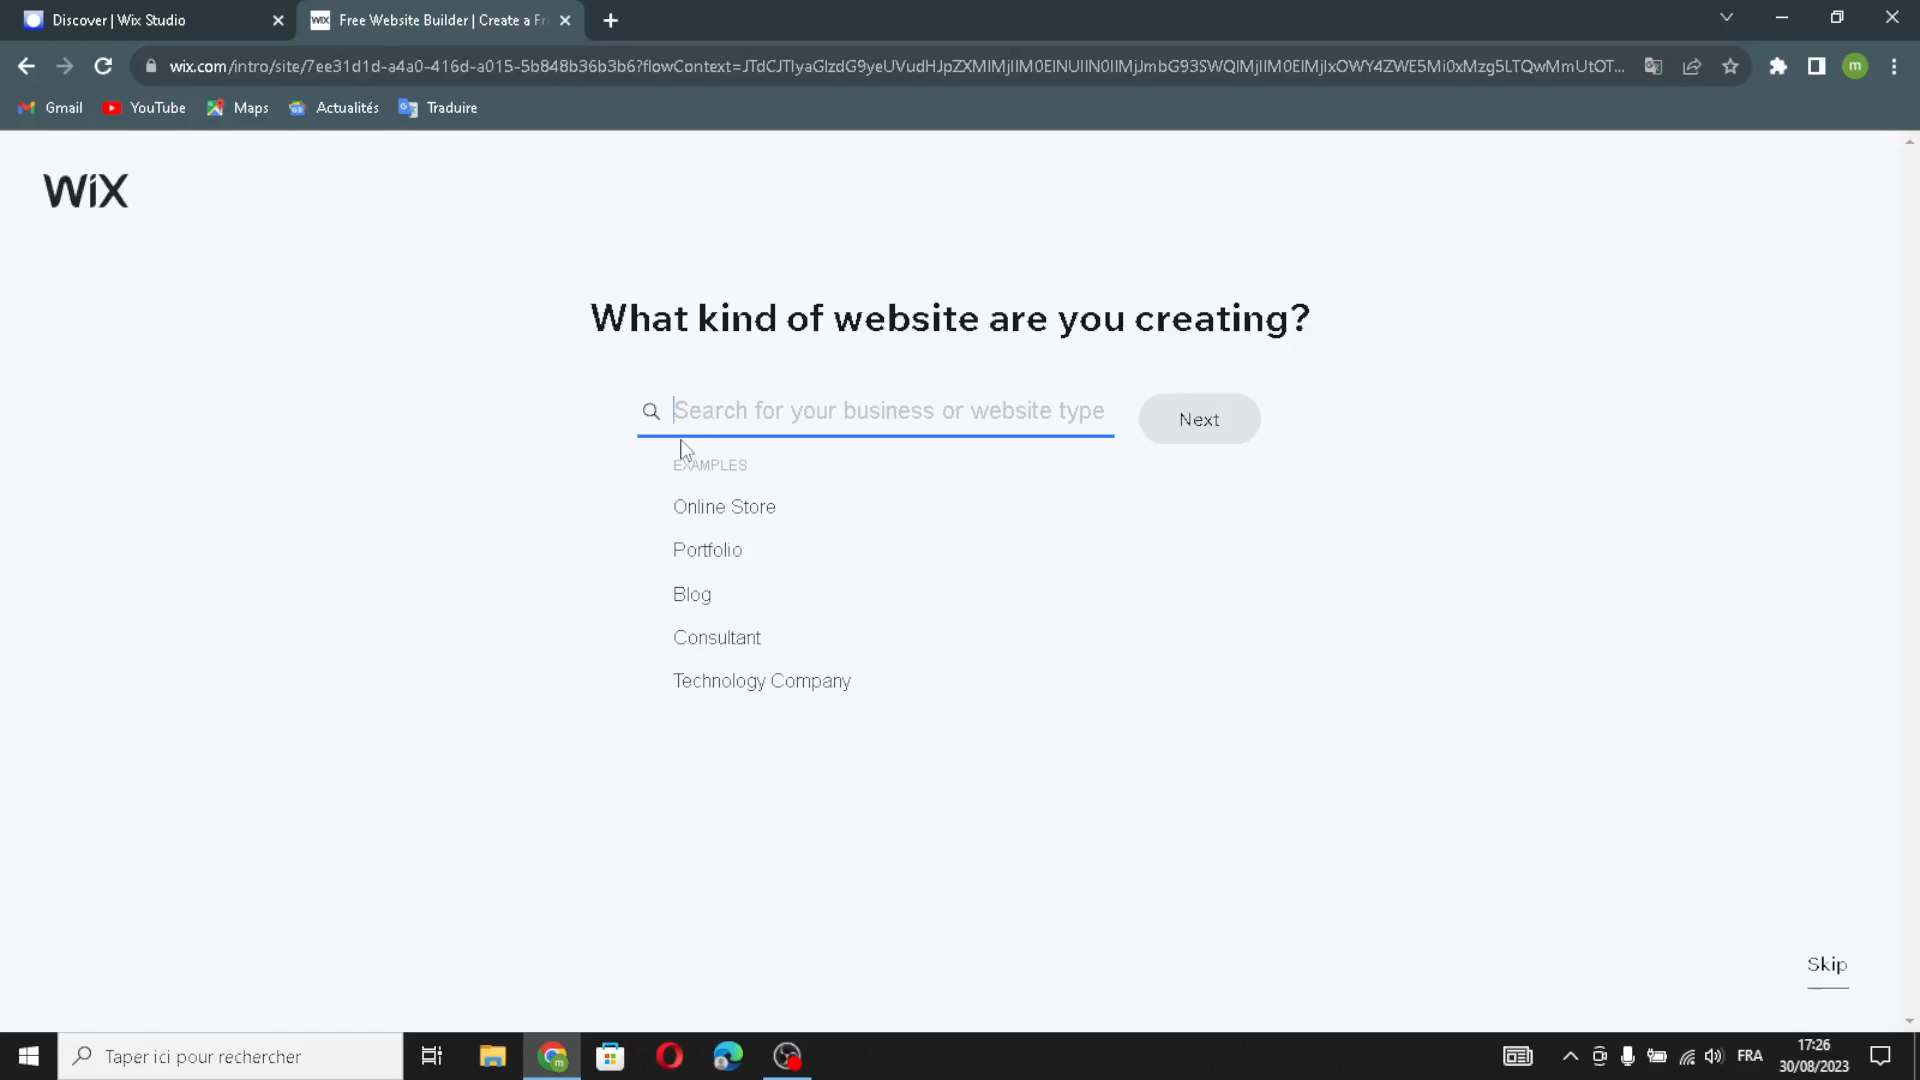 Discover | Wix Studio
WIX
Free Website Builder | Create a Fr
wix.com/intro/site/7ee31d1d-a4a0-416d-a015-5b848b36b3b6?flowContext=
m
Gmail
YouTube
Maps
Actualités
Traduire
WiX
What kind of website are you creating?
Search for your business or website type
Next
EXAMPLES
Online Store
Portfolio
Blog
Consultant
Technology Company
Skip
Taper ici pour rechercher
FRA
17:26
30/08/2023